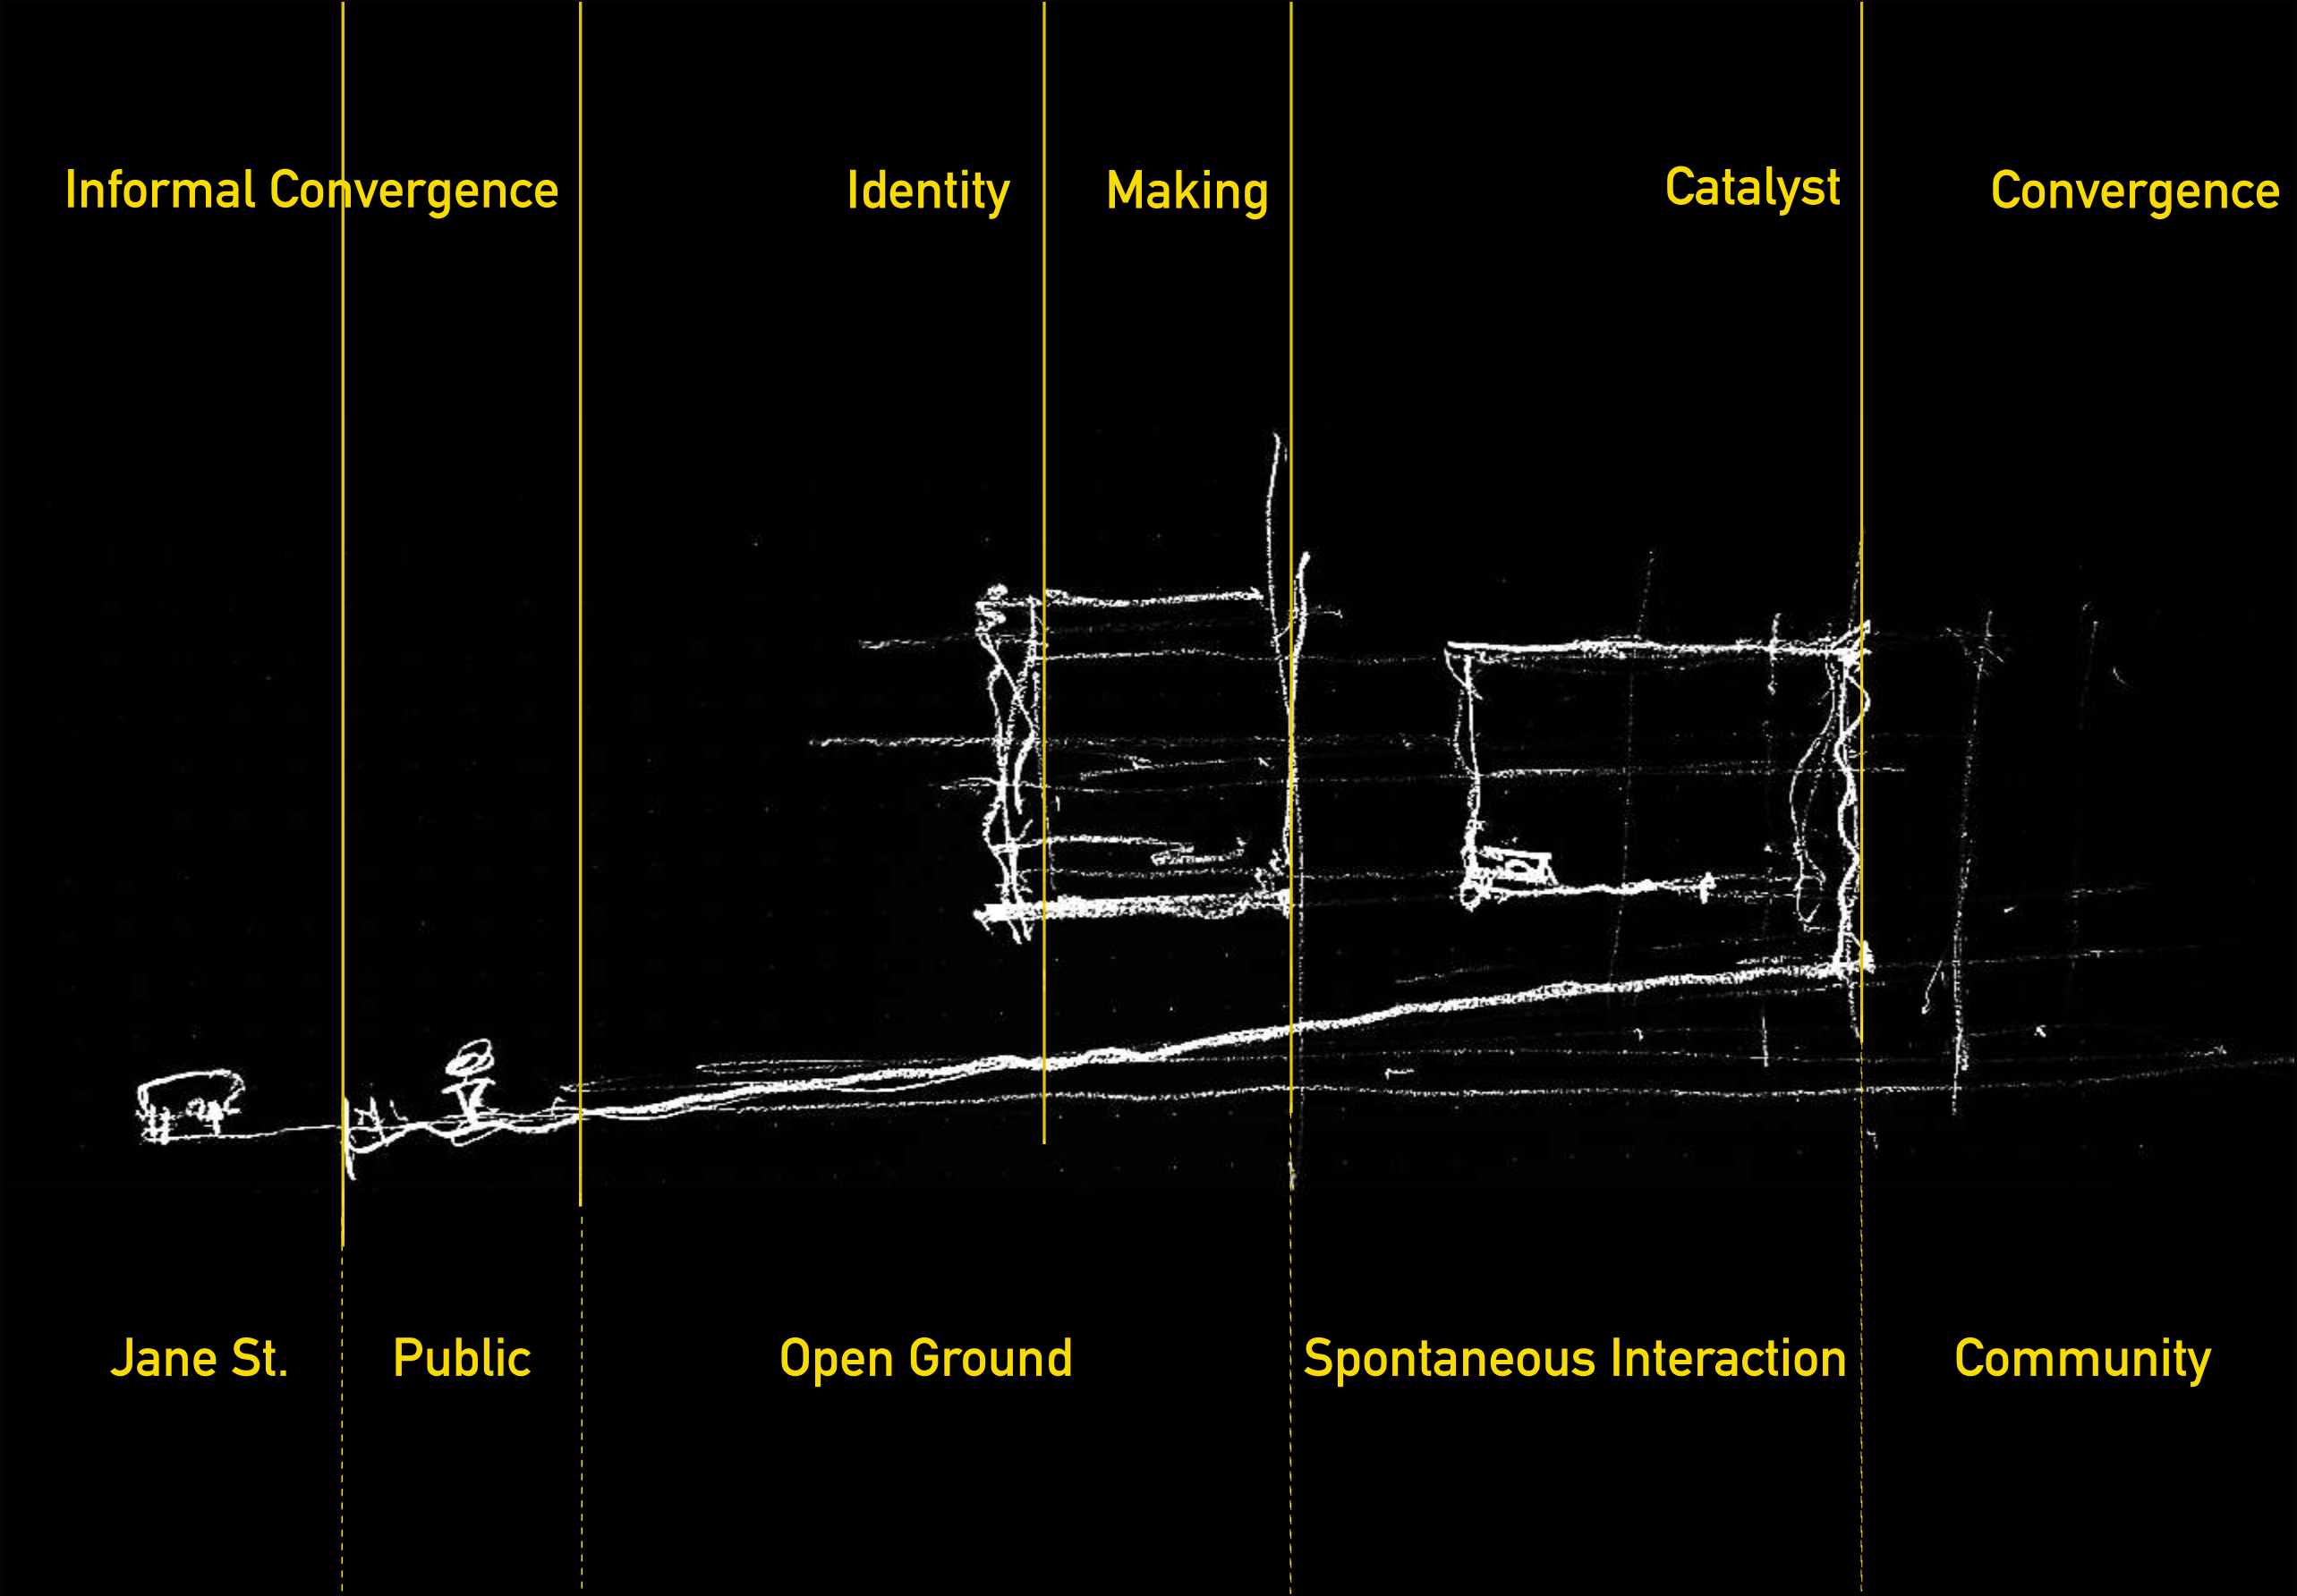 Informal Convergence
Identity
Making
Catalyst
Convergence
Jane St.
Public
Open Ground
Spontaneous Interaction
Community